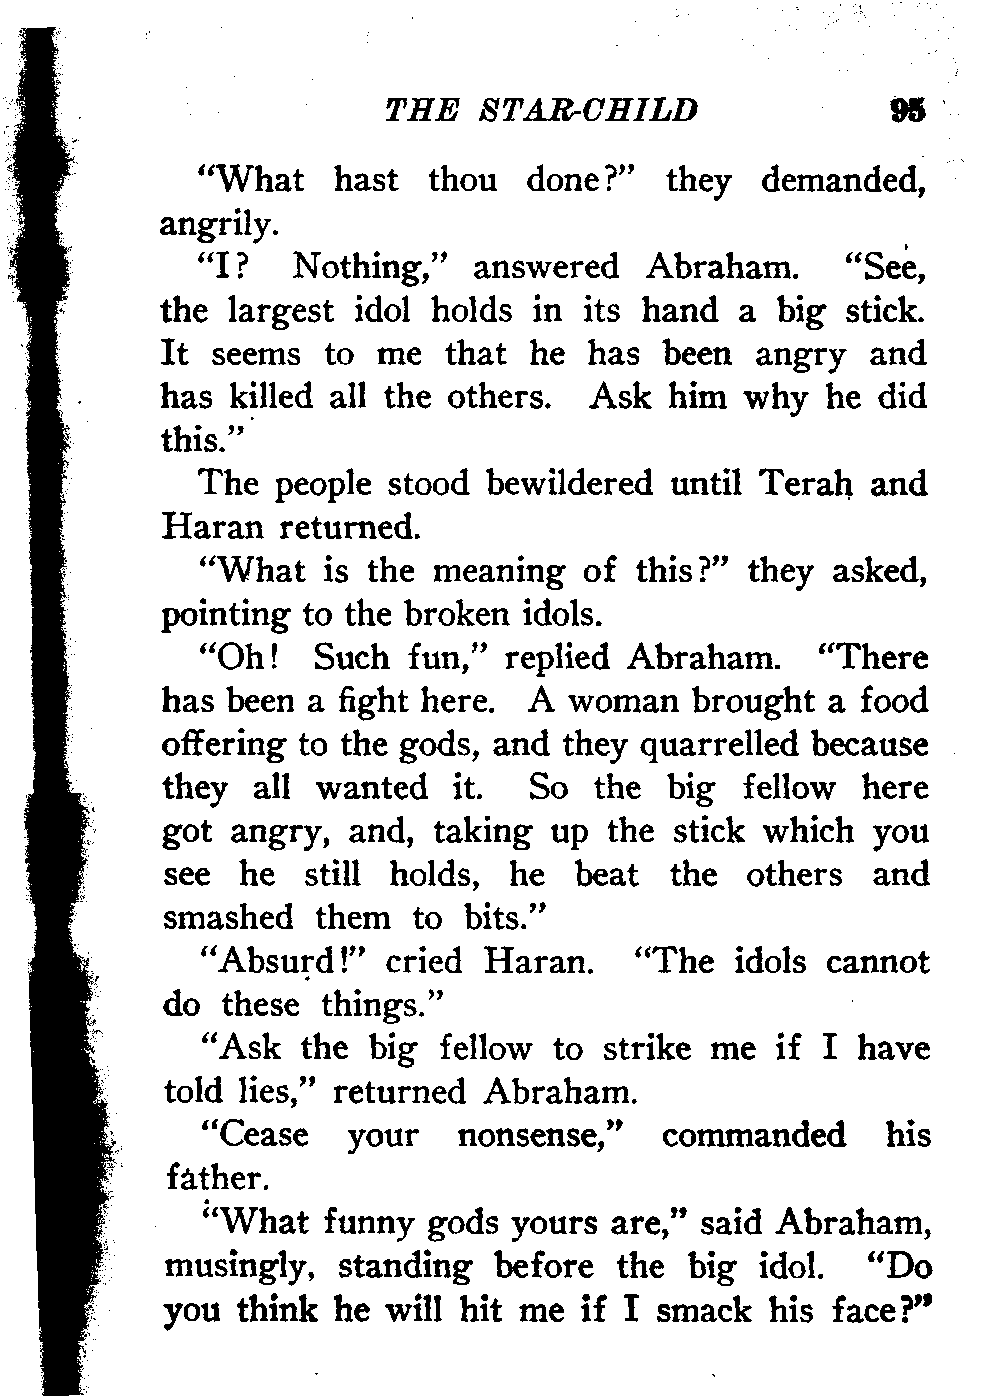 THE STAR-CHILD 95
"What hast thou done?" they demanded,
angrily.
"I? Nothing," answered Abraham. "See,
the largest idol holds in its hand a big stick.
It seems to me that he has been angry and
has killed all the others. Ask him why he did
this."
The people stood bewildered until Terah and
Haran returned.
"What is the meaning of this?" they asked,
pointing to the broken idols.
"Oh! Such fun," replied Abraham. "There
has been a fight here. A woman brought a food
offering to the gods, and they quarrelled because
they all wanted it. So the big fellow here
got angry, and, taking up the stick which you
see he still holds, he beat the others and
smashed them to bits."
"Absurd!" cried Haran. "The idols cannot
do these things."
"Ask the big fellow to strike me if I have
told lies," returned Abraham.
"Cease your nonsense," commanded his
father.
"What funny gods yours are," said Abraham,
musingly, standing before the big idol. "Do
you think he will hit me if I smack his face?"